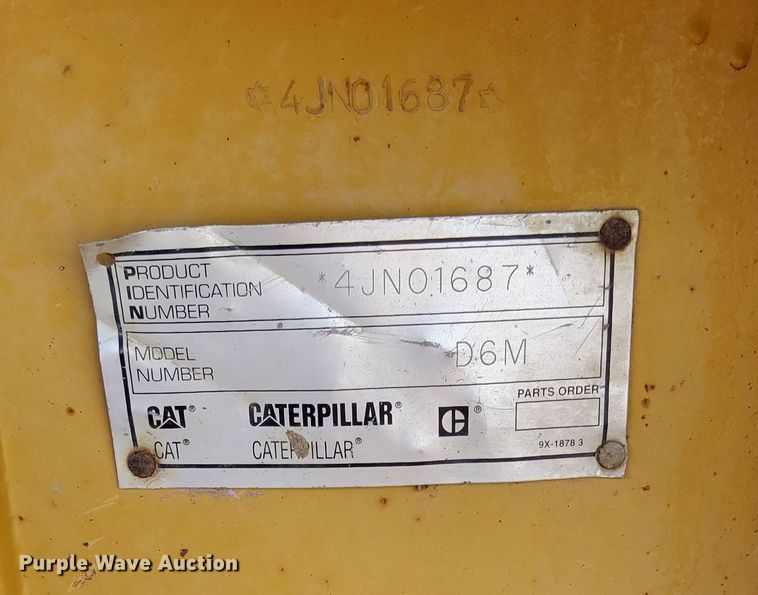 *4JN01687*
PRODUCT
IDENTIFICATION
NUMBER
*4JN01687*
MODEL
NUMBER
D6M
PARTS ORDER
CAT® CATERPILLAR® C®
CAT® CATERPILLAR®
9X-1878 3
Purple Wave Auction